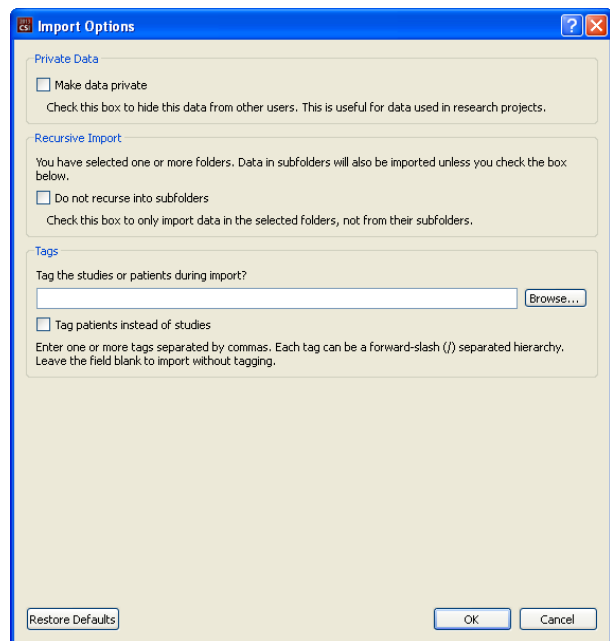 Import Options
Private Data
Make data private
Check this box to hide this data from other users. This is useful for data used in research projects.
Recursive Import
You have selected one or more folders. Data in subfolders will also be imported unless you check the box
below.
Do not recurse into subfolders
Check this box to only import data in the selected folders, not from their subfolders.
Tags
Tag the studies or patients during import?
Browse...
Tag patients instead of studies
Enter one or more tags separated by commas. Each tag can be a forward-slash (/) separated hierarchy.
Leave the field blank to import without tagging.
Restore Defaults
OK
Cancel